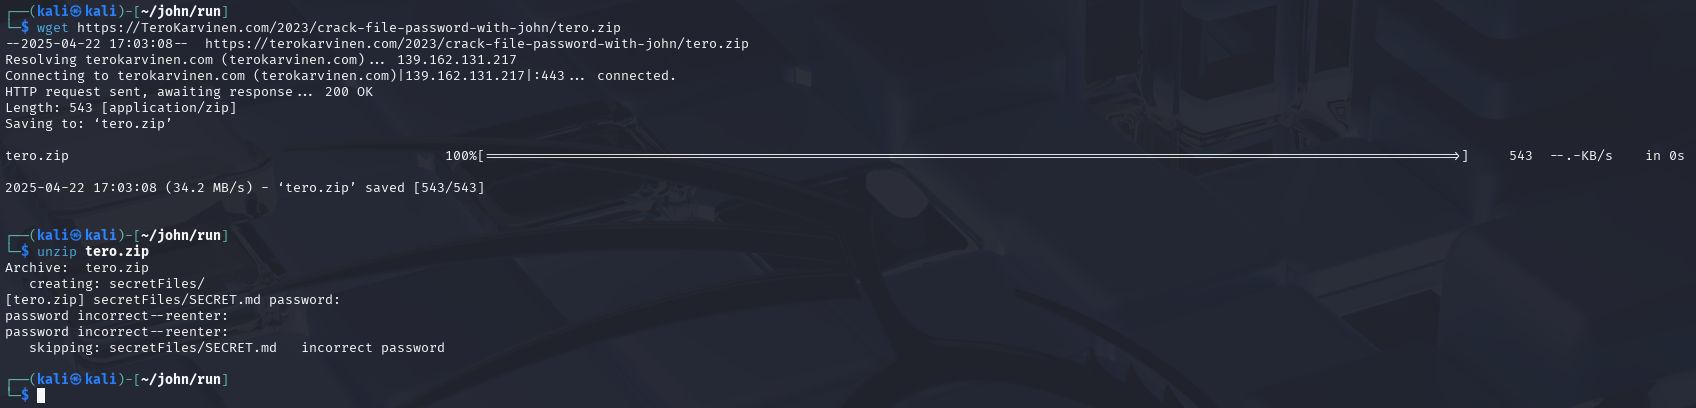 ┌──(kali㉿kali)-[~/john/run]
└─$ wget https://TeroKarvinen.com/2023/crack-file-password-with-john/tero.zip
--2025-04-22 17:03:08--  https://terokarvinen.com/2023/crack-file-password-with-john/tero.zip
Resolving terokarvinen.com (terokarvinen.com)... 139.162.131.217
Connecting to terokarvinen.com (terokarvinen.com)|139.162.131.217|:443... connected.
HTTP request sent, awaiting response... 200 OK
Length: 543 [application/zip]
Saving to: ‘tero.zip’
tero.zip 100%[===================>] 543 --.-KB/s in 0s
2025-04-22 17:03:08 (34.2 MB/s) - ‘tero.zip’ saved [543/543]
┌──(kali㉿kali)-[~/john/run]
└─$ unzip tero.zip
Archive:  tero.zip
   creating: secretFiles/
[tero.zip] secretFiles/SECRET.md password:
password incorrect--reenter:
password incorrect--reenter:
   skipping: secretFiles/SECRET.md   incorrect password
┌──(kali㉿kali)-[~/john/run]
└─$